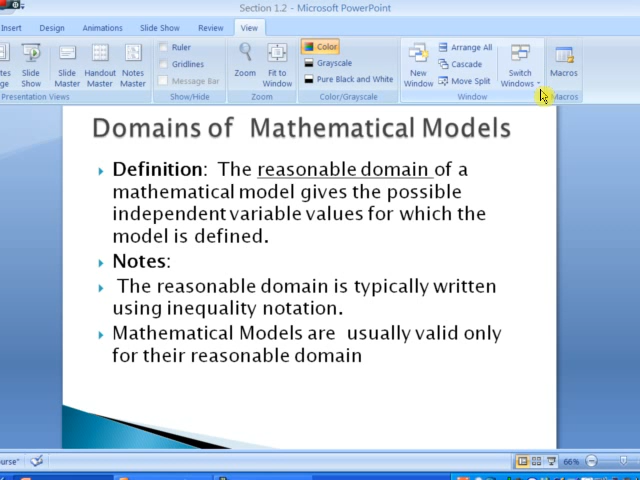 Section 1.2 - Microsoft PowerPoint
Insert Design Animations Slide Show Review View
Slide Show
Slide Master
Handout Master
Notes Master
Presentation Views
Ruler
Gridlines
Message Bar
Show/Hide
Zoom
Fit to Window
Zoom
Color
Grayscale
Pure Black and White
Color/Grayscale
New Window
Arrange All
Cascade
Move Split
Switch Windows
Window
Macros
Macros
Domains of Mathematical Models
Definition: The reasonable domain of a
mathematical model gives the possible
independent variable values for which the
model is defined.
Notes:
The reasonable domain is typically written
using inequality notation.
Mathematical Models are usually valid only
for their reasonable domain
66%